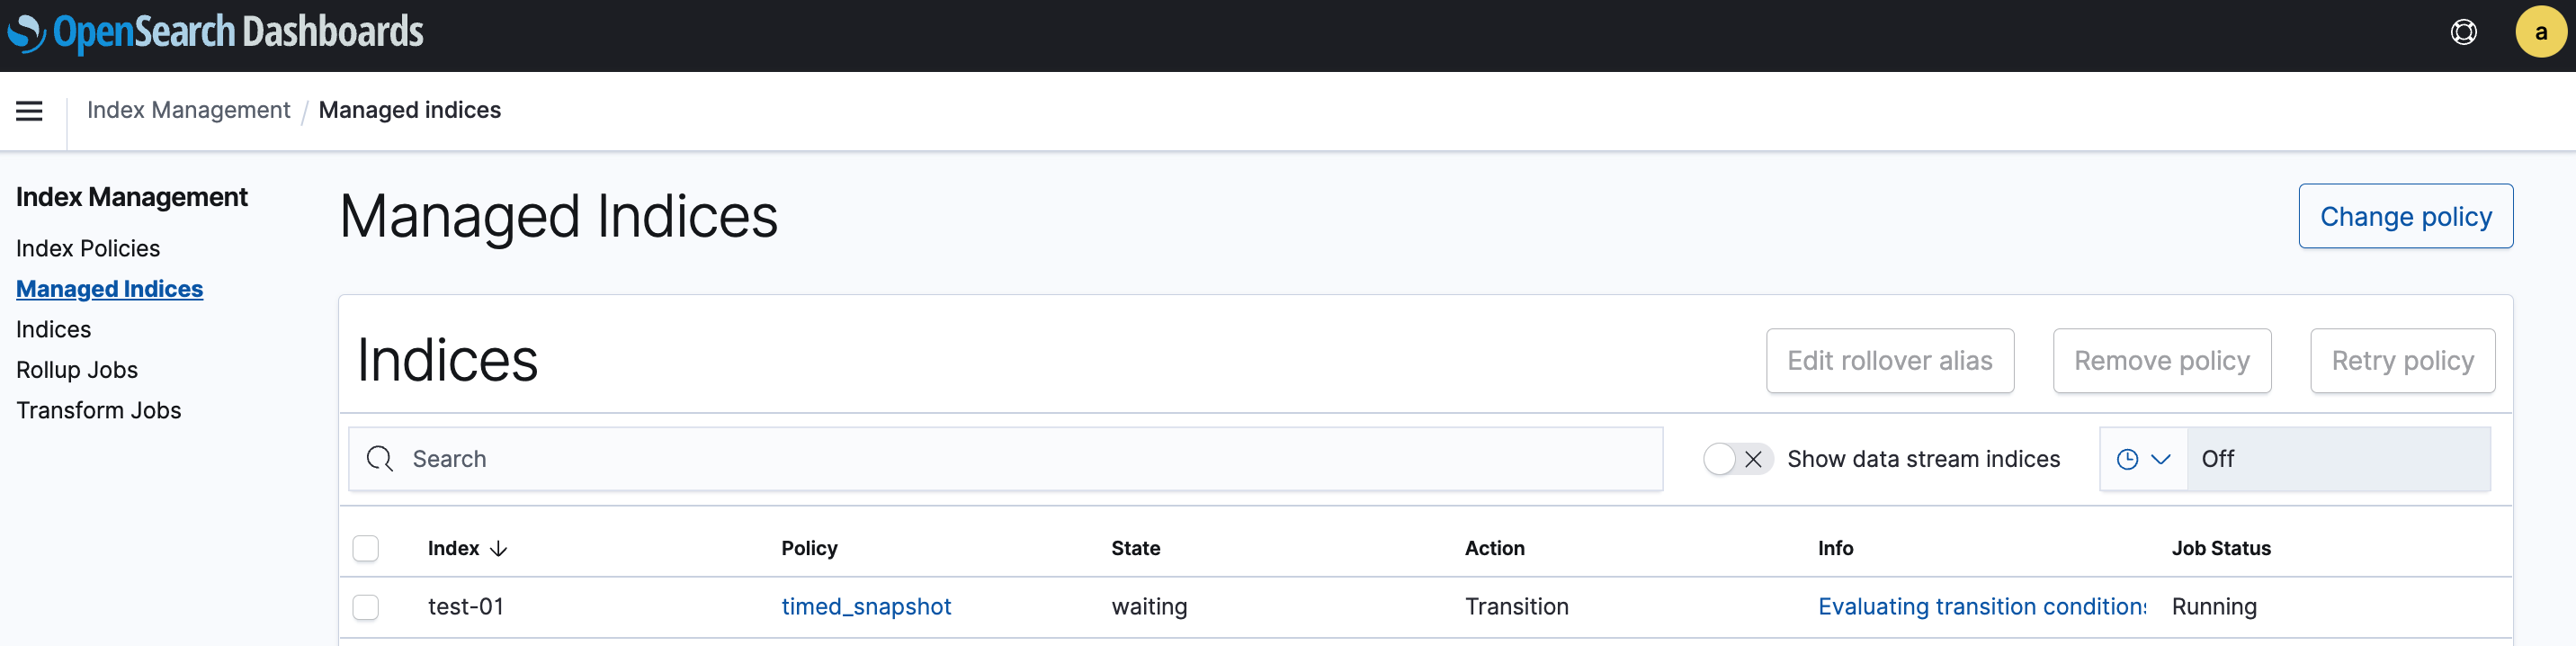 OpenSearch Dashboards
a
Index Management / Managed indices
Index Management
Index Policies
Managed Indices
Indices
Rollup Jobs
Transform Jobs
Managed Indices
Change policy
Indices
Edit rollover alias
Remove policy
Retry policy
Search
Show data stream indices
Off
Index Policy State Action Info Job Status
test-01 timed_snapshot waiting Transition Evaluating transition conditions Running